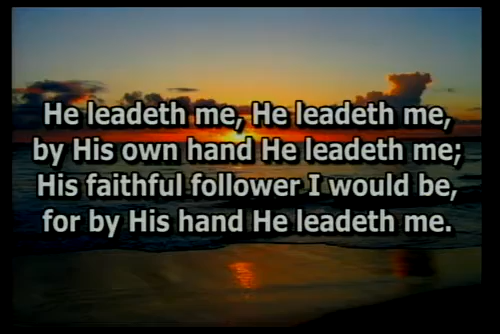 He leadeth me, He leadeth me,
by His own hand He leadeth me;
His faithful follower I would be,
for by His hand He leadeth me.